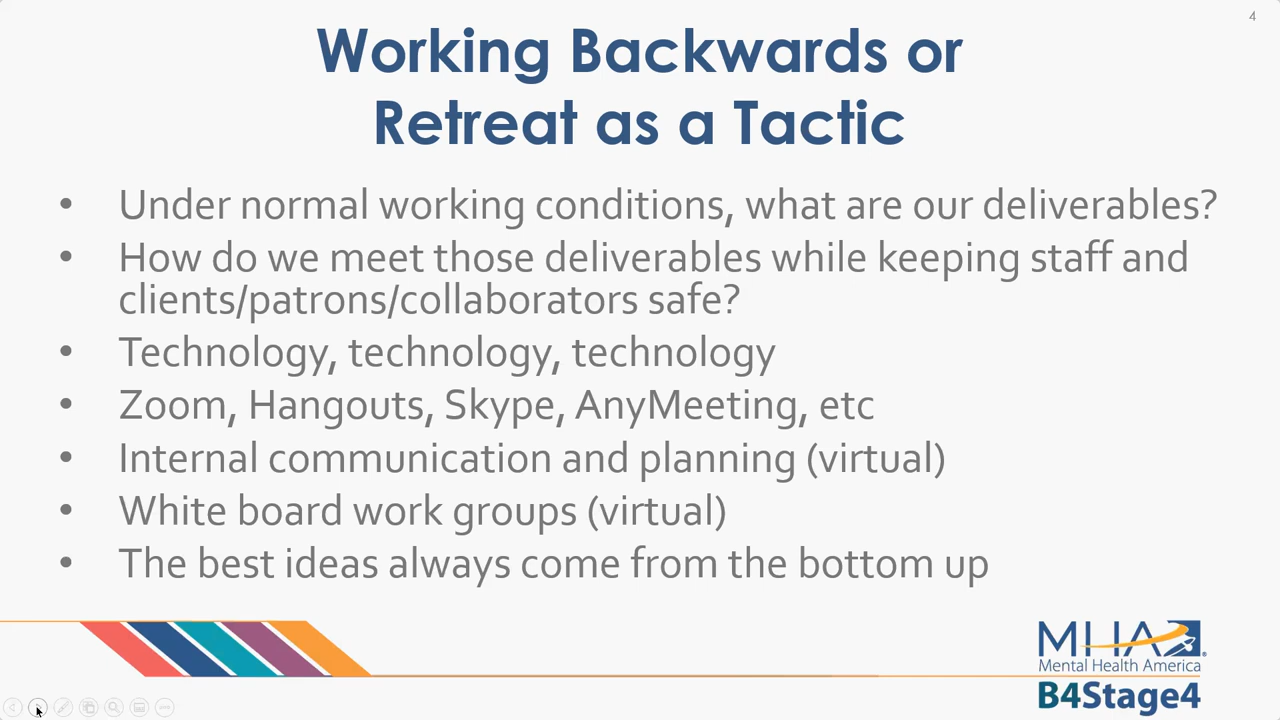 4
Working Backwards or
Retreat as a Tactic
• Under normal working conditions, what are our deliverables?
• How do we meet those deliverables while keeping staff and
clients/patrons/collaborators safe?
• Technology, technology, technology
• Zoom, Hangouts, Skype, AnyMeeting, etc
• Internal communication and planning (virtual)
• White board work groups (virtual)
• The best ideas always come from the bottom up
MHA®
Mental Health America
B4Stage4